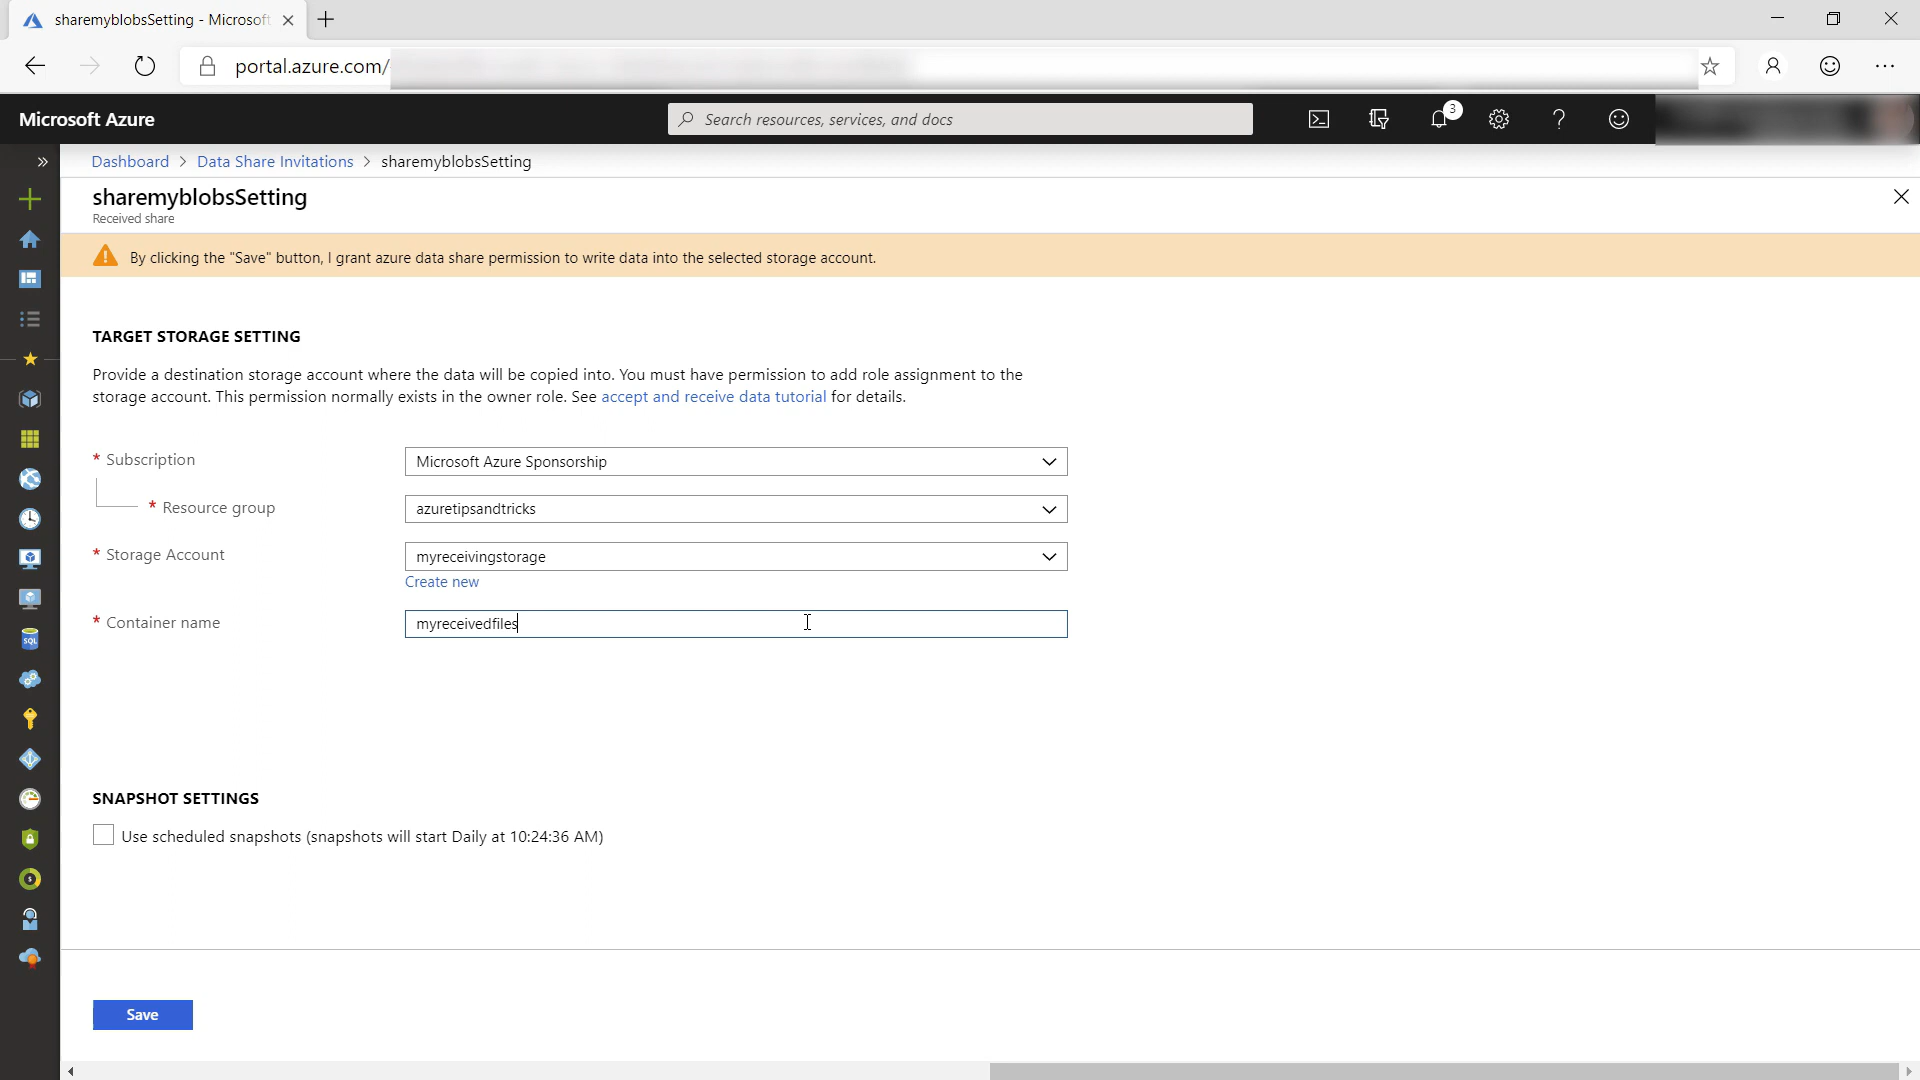 sharemyblobsSetting - Microsoft
portal.azure.com/
Microsoft Azure
Search resources, services, and docs
3
Dashboard > Data Share Invitations > sharemyblobsSetting
sharemyblobsSetting
Received share
By clicking the "Save" button, I grant azure data share permission to write data into the selected storage account.
TARGET STORAGE SETTING
Provide a destination storage account where the data will be copied into. You must have permission to add role assignment to the
storage account. This permission normally exists in the owner role. See accept and receive data tutorial for details.
* Subscription
Microsoft Azure Sponsorship
* Resource group
azuretipsandtricks
* Storage Account
myreceivingstorage
Create new
* Container name
myreceivedfiles
SNAPSHOT SETTINGS
Use scheduled snapshots (snapshots will start Daily at 10:24:36 AM)
Save